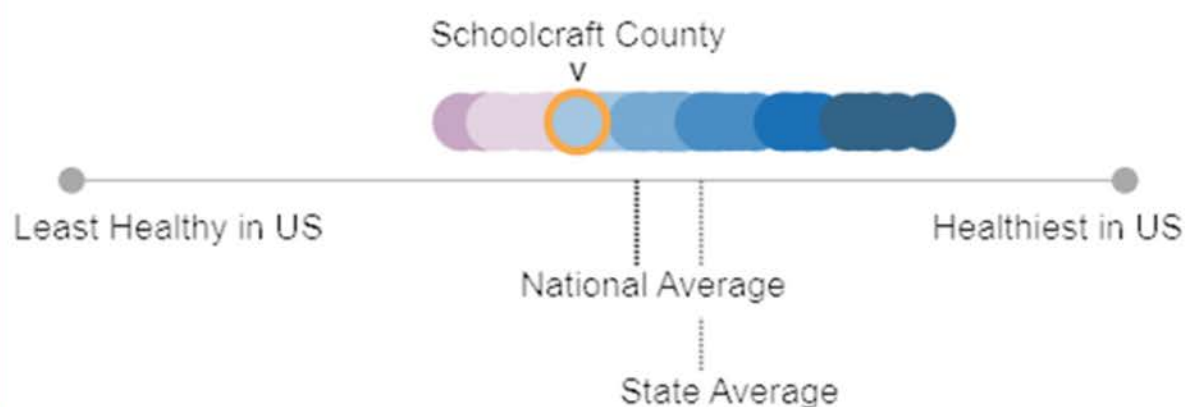 Schoolcraft County
v
Least Healthy in US
Healthiest in US
National Average
State Average